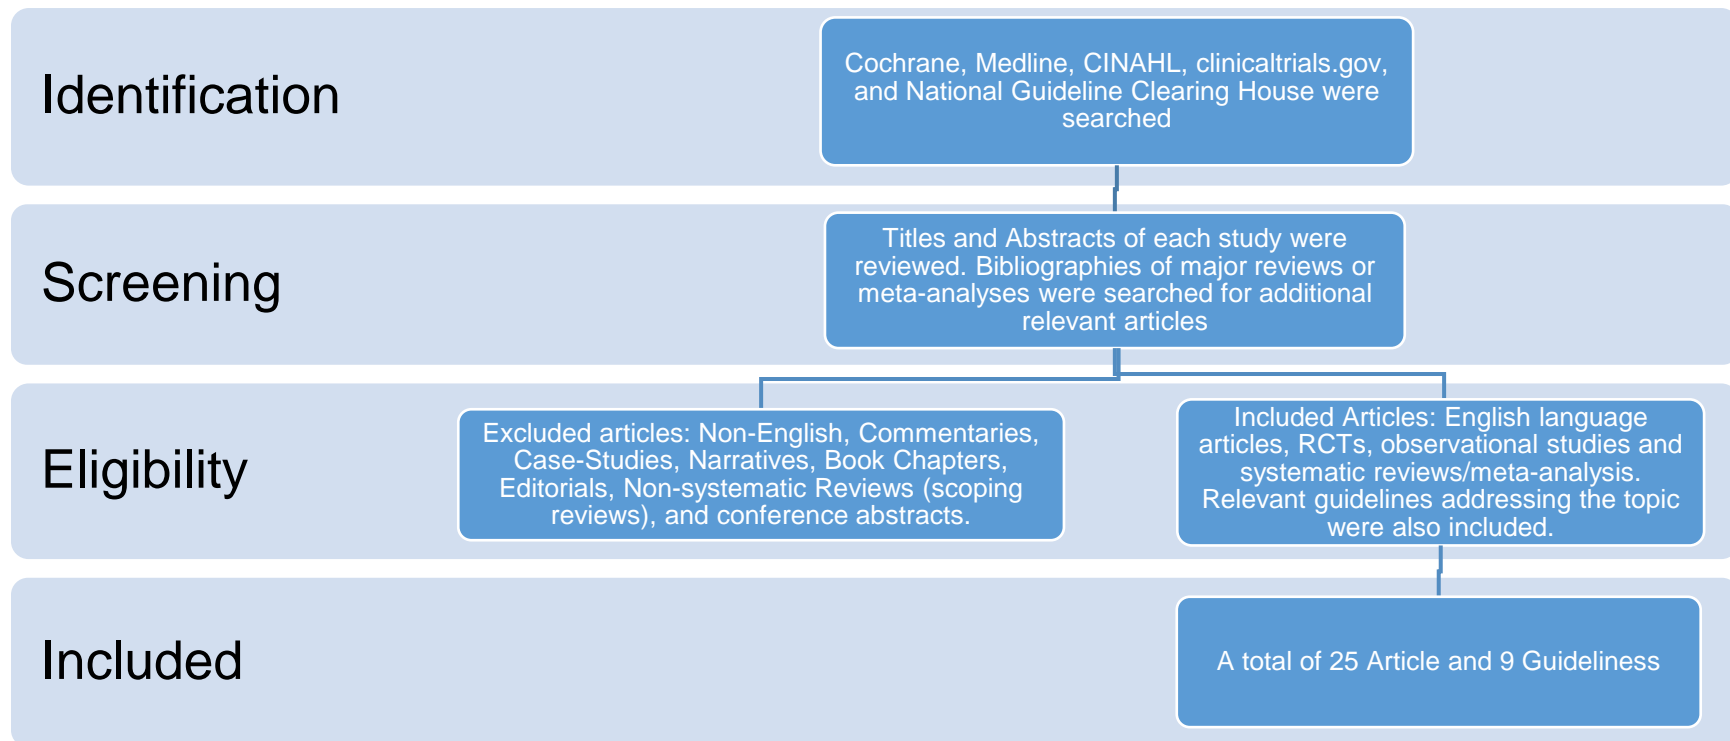 Identification
Cochrane, Medline, CINAHL, clinicaltrials.gov,
and National Guideline Clearing House were
searched
Screening
Titles and Abstracts of each study were
reviewed. Bibliographies of major reviews or
meta-analyses were searched for additional
relevant articles
Eligibility
Excluded articles: Non-English, Commentaries,
Case-Studies, Narratives, Book Chapters,
Editorials, Non-systematic Reviews (scoping
reviews), and conference abstracts.
Included Articles: English language
articles, RCTs, observational studies and
systematic reviews/meta-analysis.
Relevant guidelines addressing the topic
were also included.
Included
A total of 25 Article and 9 Guideliness